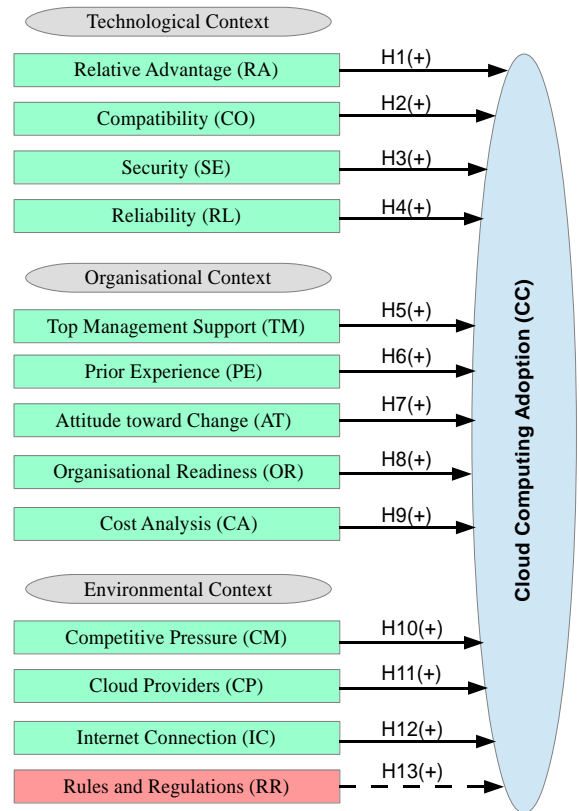 Technological Context
Relative Advantage (RA)
H1(+)
Compatibility (CO)
H2(+)
Security (SE)
H3(+)
Reliability (RL)
H4(+)
Organisational Context
Top Management Support (TM)
H5(+)
Prior Experience (PE)
H6(+)
Attitude toward Change (AT)
H7(+)
Organisational Readiness (OR)
H8(+)
Cost Analysis (CA)
H9(+)
Environmental Context
Competitive Pressure (CM)
H10(+)
Cloud Providers (CP)
H11(+)
Internet Connection (IC)
H12(+)
Rules and Regulations (RR)
H13(+)
Cloud Computing Adoption (CC)